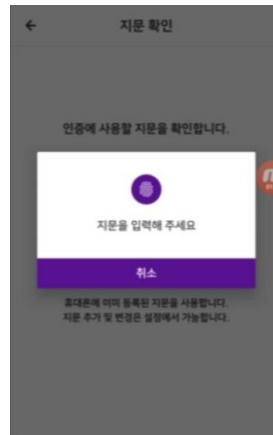 지문 확인
인증에 사용할 지문을 확인합니다.
지문을 입력해 주세요
취소
휴대폰에 이미 등록된 지문을 사용합니다.
지문 추가 및 변경은 설정에서 가능합니다.